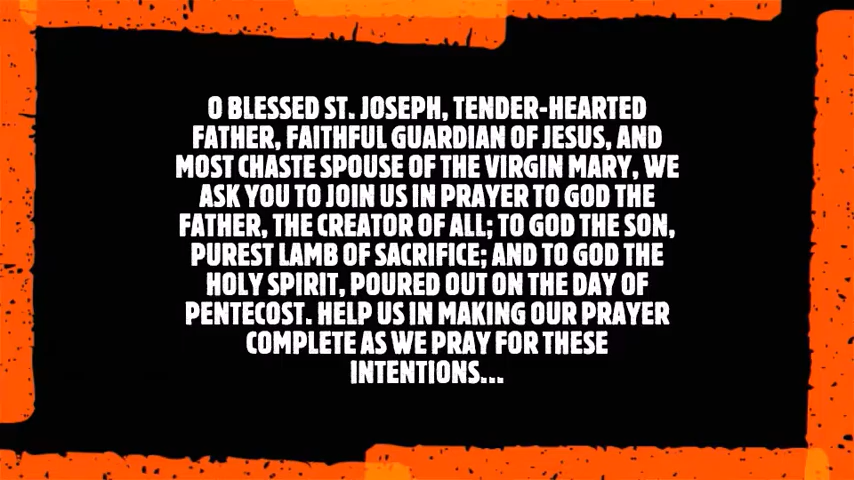 O BLESSED ST. JOSEPH, TENDER-HEARTED
FATHER, FAITHFUL GUARDIAN OF JESUS, AND
MOST CHASTE SPOUSE OF THE VIRGIN MARY, WE
ASK YOU TO JOIN US IN PRAYER TO GOD THE
FATHER, THE CREATOR OF ALL; TO GOD THE SON,
PUREST LAMB OF SACRIFICE; AND TO GOD THE
HOLY SPIRIT, POURED OUT ON THE DAY OF
PENTECOST. HELP US IN MAKING OUR PRAYER
COMPLETE AS WE PRAY FOR THESE
INTENTIONS...